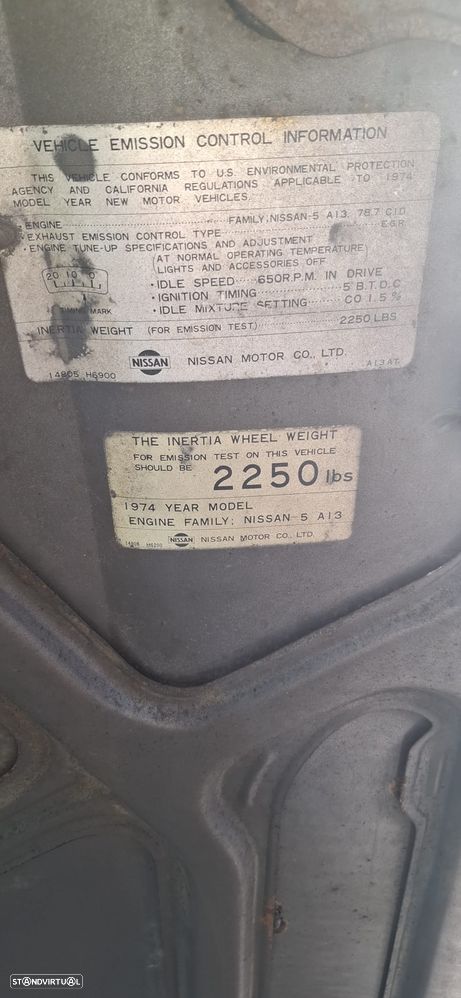 VEHICLE EMISSION CONTROL INFORMATION
THIS VEHICLE CONFORMS TO U.S. ENVIRONMENTAL PROTECTION
AGENCY AND CALIFORNIA REGULATIONS APPLICABLE TO 1974
MODEL YEAR NEW MOTOR VEHICLES
ENGINE FAMILY; NISSAN-5 A13, 78.7 CID
EXHAUST EMISSION CONTROL TYPE E.G.R.
• ENGINE TUNE-UP SPECIFICATIONS AND ADJUSTMENT
(AT NORMAL OPERATING TEMPERATURE)
LIGHTS AND ACCESSORIES OFF
20 10 0
• IDLE SPEED 650R.P.M. IN DRIVE
• IGNITION TIMING 5° B.T.D.C
TIMING MARK
• IDLE MIXTURE SETTING CO 1.5 %
INERTIA WEIGHT (FOR EMISSION TEST) 2250 LBS
14805 H6900
NISSAN
NISSAN MOTOR CO., LTD.
A13 AT.
THE INERTIA WHEEL WEIGHT
FOR EMISSION TEST ON THIS VEHICLE
SHOULD BE 2250 lbs
1974 YEAR MODEL
ENGINE FAMILY; NISSAN-5 A13
14808 H6200 NISSAN NISSAN MOTOR CO., LTD.
STANDVIRTUAL